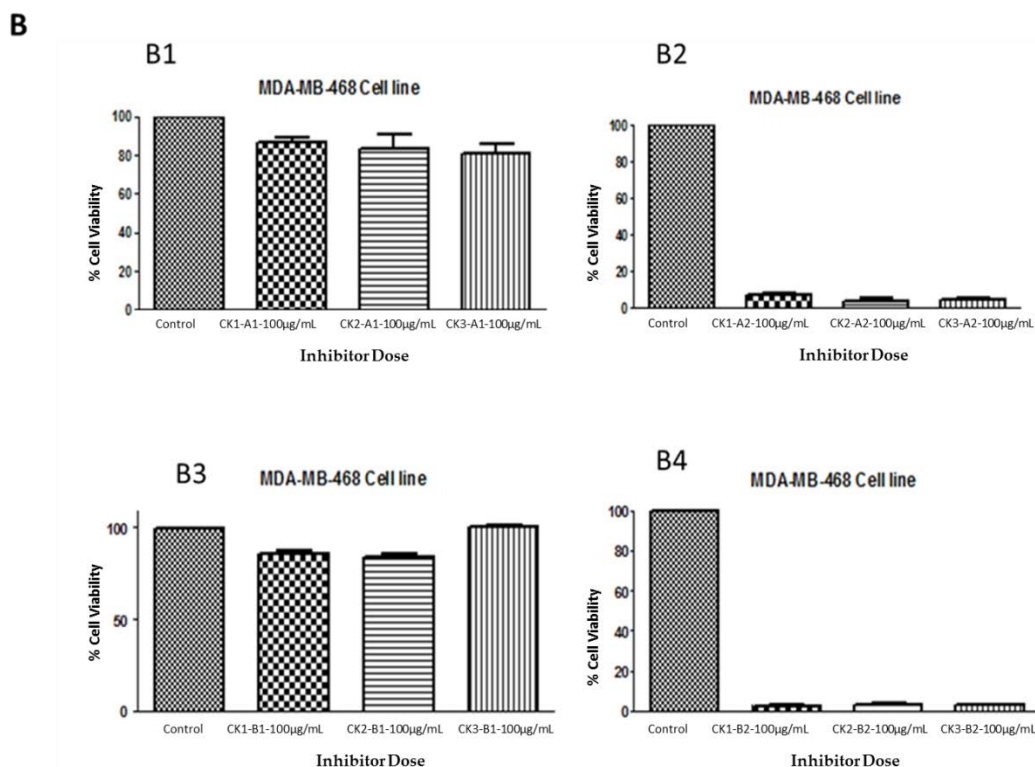 B
B1
MDA-MB-468 Cell line
% Cell Viability
100
80
60
40
20
0
Control CK1-A1-100µg/mL CK2-A1-100µg/mL CK3-A1-100µg/mL
Inhibitor Dose
B2
MDA-MB-468 Cell line
% Cell Viability
100
80
60
40
20
0
Control CK1-A2-100µg/mL CK2-A2-100µg/mL CK3-A2-100µg/mL
Inhibitor Dose
B3
MDA-MB-468 Cell line
% Cell Viability
100
50
0
Control CK1-B1-100µg/mL CK2-B1-100µg/mL CK3-B1-100µg/mL
Inhibitor Dose
B4
MDA-MB-468 Cell line
% Cell Viability
100
80
60
40
20
0
Control CK1-B2-100µg/mL CK2-B2-100µg/mL CK3-B2-100µg/mL
Inhibitor Dose